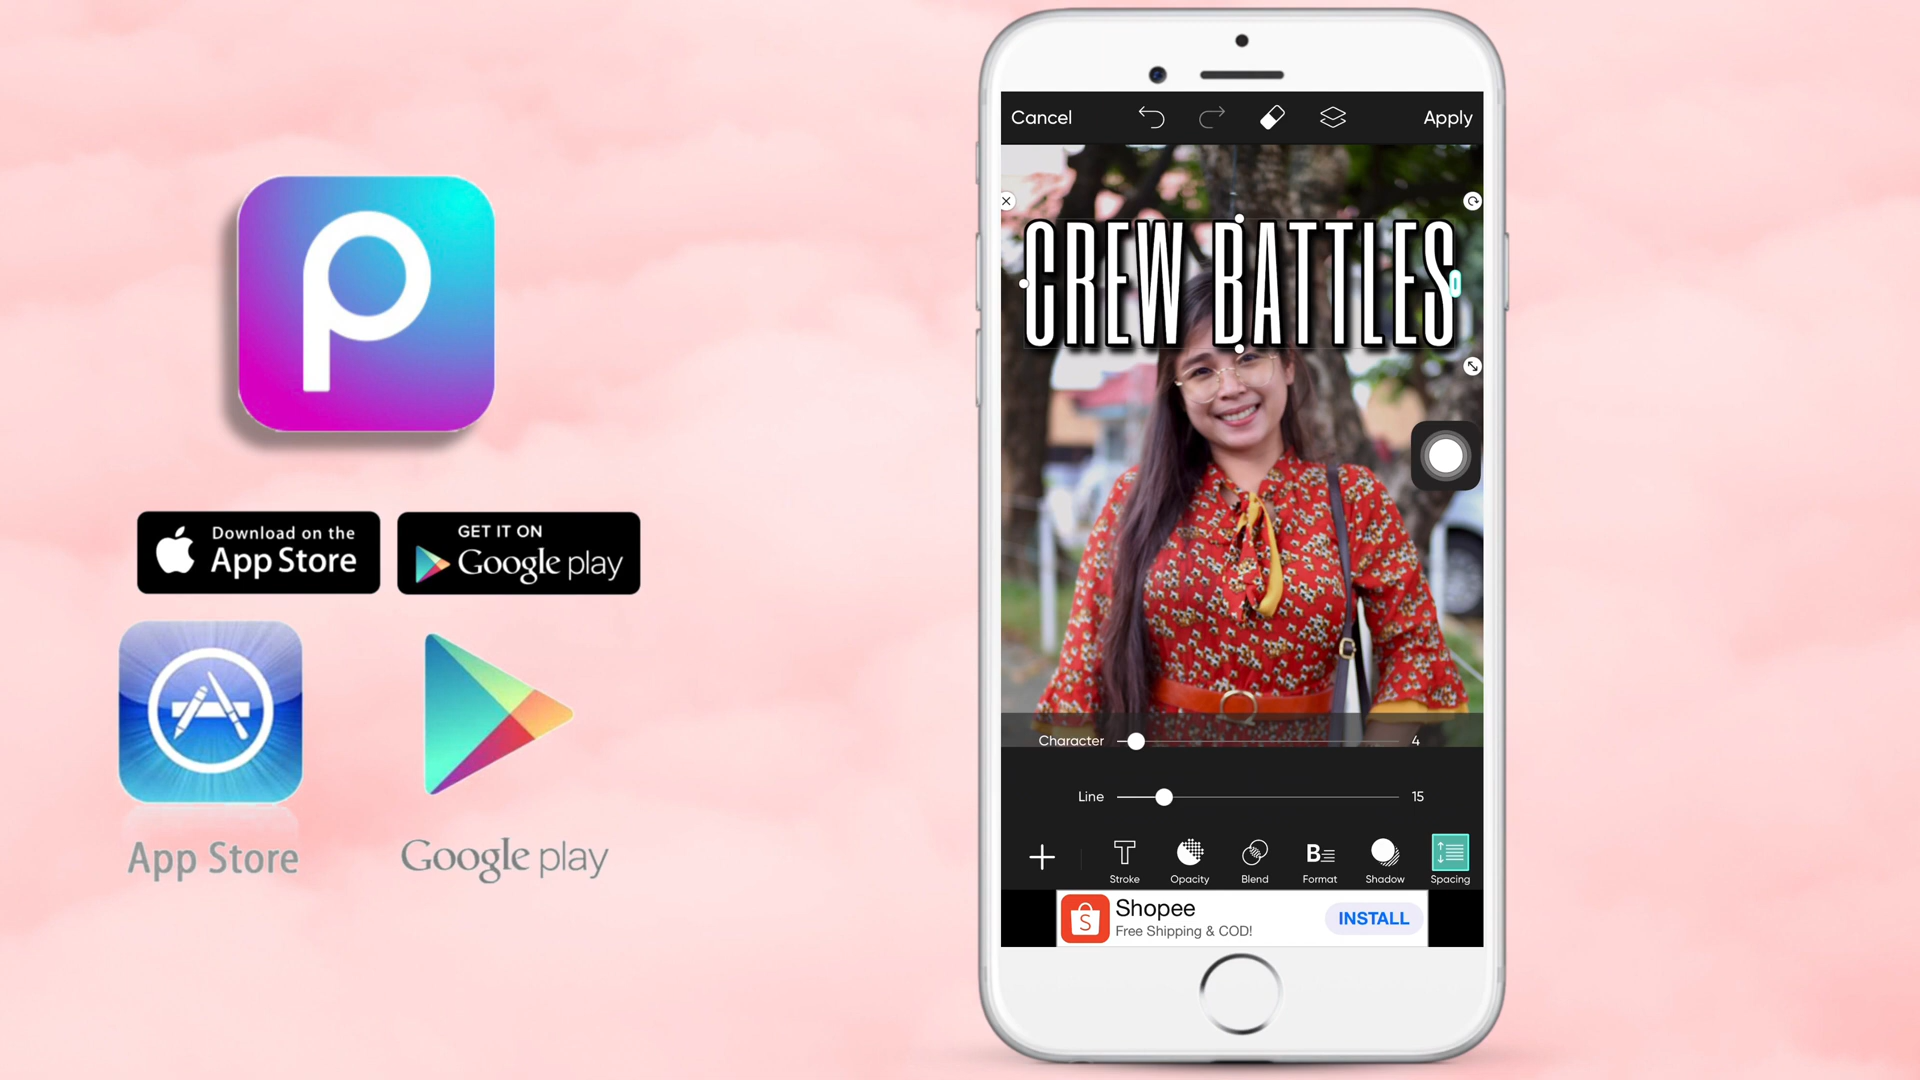 Download on the
App Store
GET IT ON
Google play
App Store
Google play
Cancel
Apply
CREW BATTLES
Character 4
Line 15
Stroke
Opacity
Blend
Format
Shadow
Spacing
Shopee
Free Shipping & COD!
INSTALL